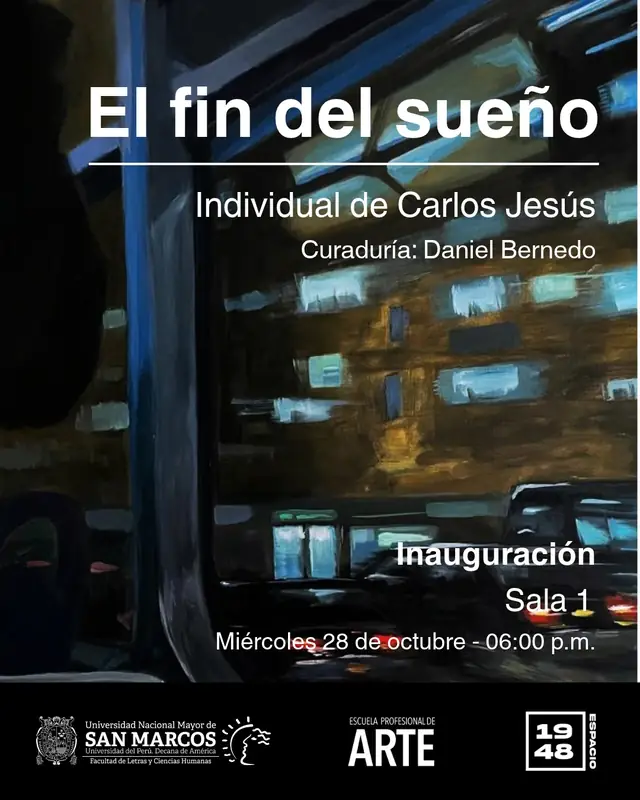 El fin del sueño
Individual de Carlos Jesús
Curaduría: Daniel Bernedo
Inauguración
Sala 1
Miércoles 28 de octubre - 06:00 p.m.
Universidad Nacional Mayor de
SAN MARCOS
Universidad del Perú. Decana de América
Facultad de Letras y Ciencias Humanas
ESCUELA PROFESIONAL DE
ARTE
19
48
ESPACIO